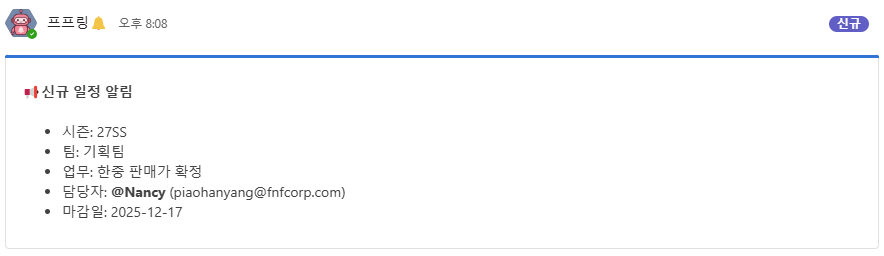 프프링 오후 8:08 신규
신규 일정 알림
시즌: 27SS
팀: 기획팀
업무: 한중 판매가 확정
담당자: @Nancy (piaohanyang@fnfcorp.com)
마감일: 2025-12-17